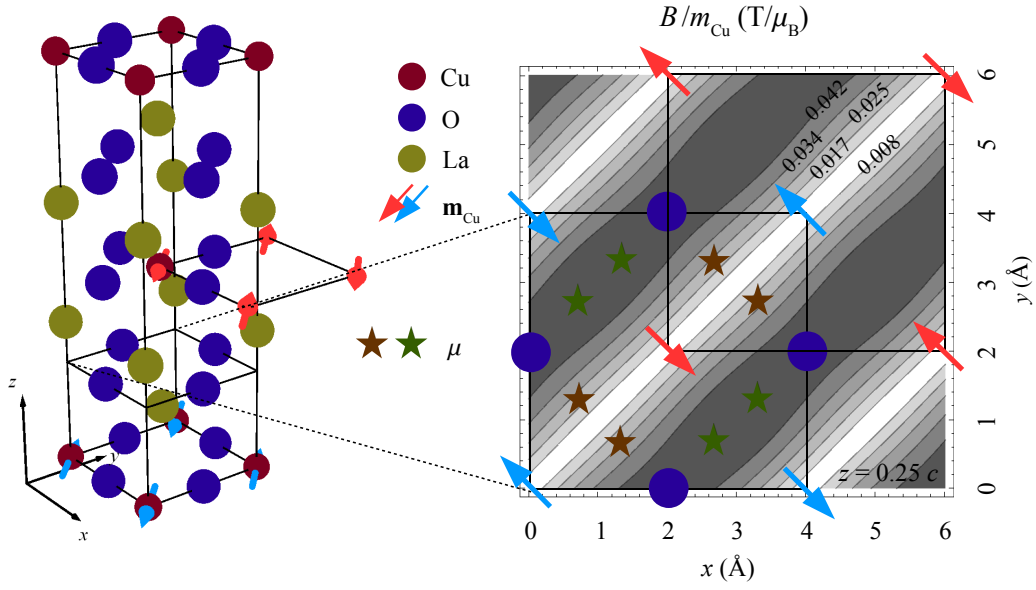 B/m_Cu (T/μ_B)
Cu
O
La
m_Cu
μ
z
y
x
0.042
0.025
0.034
0.017
0.008
z = 0.25 c
0
1
2
3
4
5
6
y (Å)
0
1
2
3
4
5
6
x (Å)